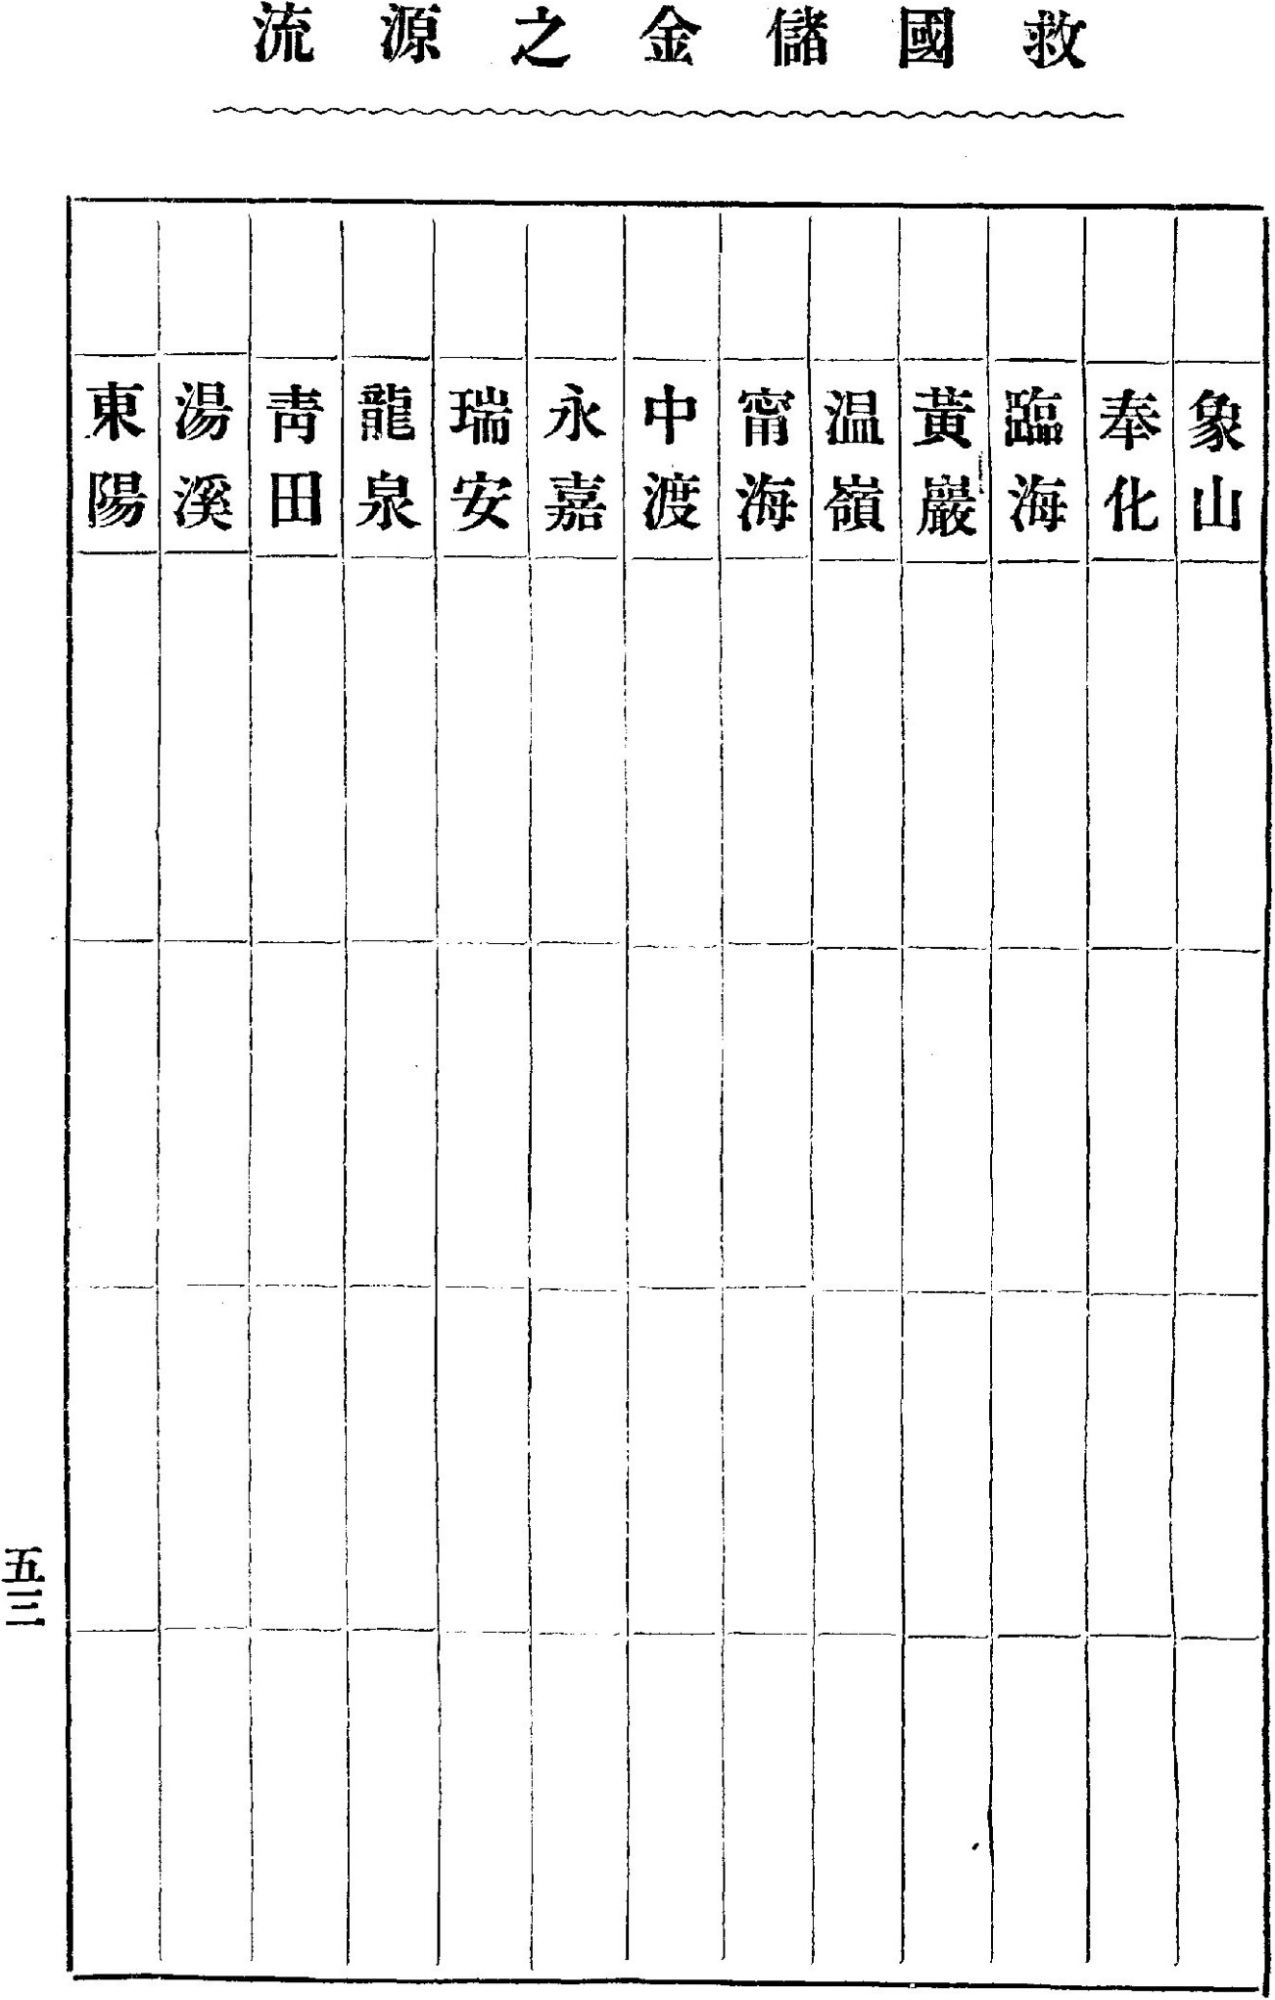 救國儲金之源流
象山
奉化
臨海
黃巖
温嶺
甯海
中渡
永嘉
瑞安
龍泉
靑田
湯溪
東陽
五三